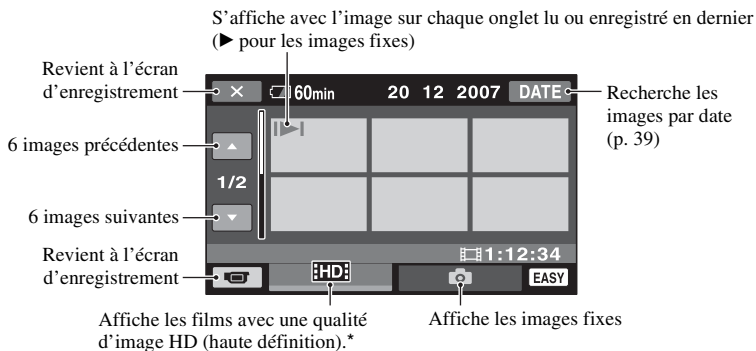 S'affiche avec l'image sur chaque onglet lu ou enregistré en dernier
(▶ pour les images fixes)
Revient à l'écran
d'enregistrement
× 60min 20 12 2007 DATE
Recherche les
images par date
(p. 39)
6 images précédentes
1/2
6 images suivantes
1:12:34
Revient à l'écran
d'enregistrement
HD
EASY
Affiche les films avec une qualité
d'image HD (haute définition).*
Affiche les images fixes